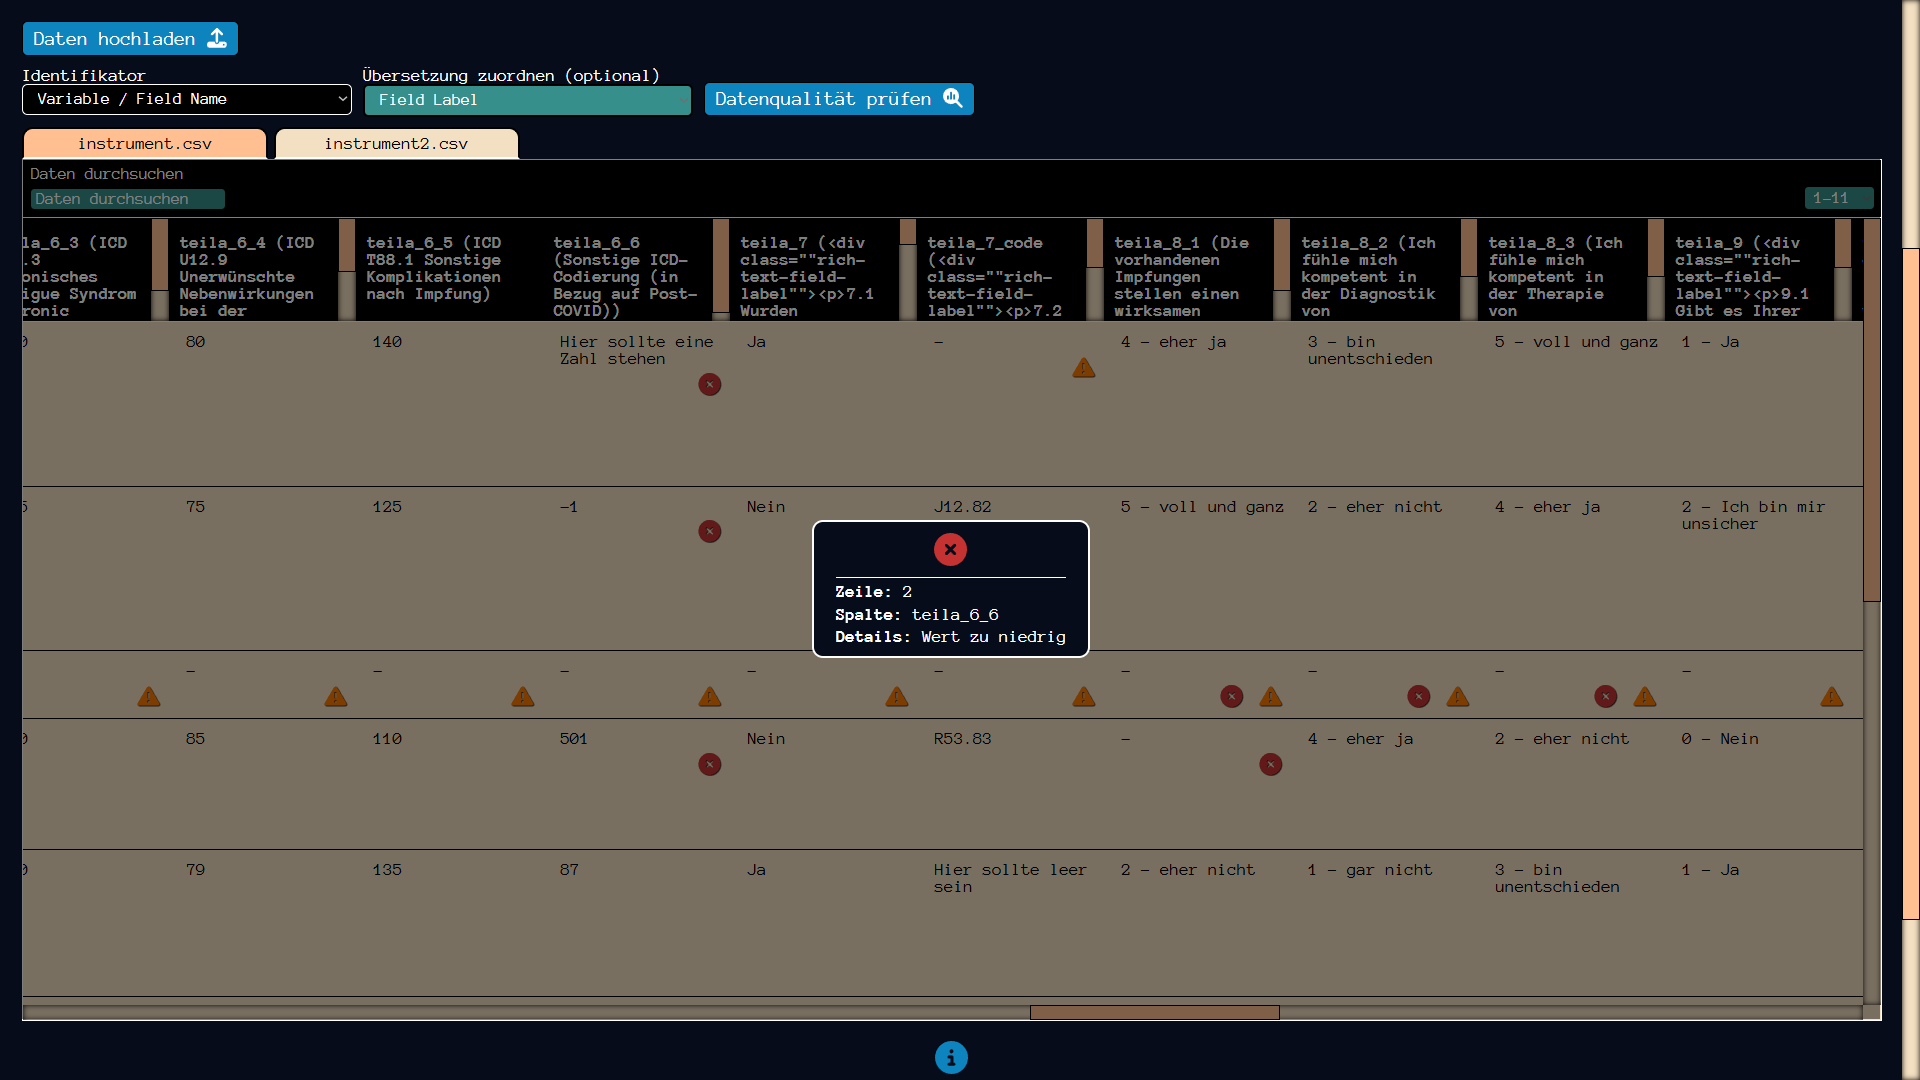 Daten hochladen
Identifikator
Übersetzung zuordnen (optional)
Variable / Field Name
Field Label
Datenqualität prüfen
instrument.csv
instrument2.csv
Daten durchsuchen
Daten durchsuchen
1-11
la_6_3 (ICD
.3
onisches
igue Syndrom
ronic
teila_6_4 (ICD
U12.9
Unerwünschte
Nebenwirkungen
bei der
teila_6_5 (ICD
T88.1 Sonstige
Komplikationen
nach Impfung)
teila_6_6
(Sonstige ICD-
Codierung (in
Bezug auf Post-
COVID))
teila_7 (<div
class=""rich-
text-field-
label""><p>7.1
Wurden
teila_7_code
(<div
class=""rich-
text-field-
label""><p>7.2
teila_8_1 (Die
vorhandenen
Impfungen
stellen einen
wirksamen
teila_8_2 (Ich
fühle mich
kompetent in
der Diagnostik
von
teila_8_3 (Ich
fühle mich
kompetent in
der Therapie
von
teila_9 (<div
class=""rich-
text-field-
label""><p>9.1
Gibt es Ihrer
80
140
Hier sollte eine
Zahl stehen
Ja
-
4 - eher ja
3 - bin
unentschieden
5 - voll und ganz
1 - Ja
75
125
-1
Nein
J12.82
5 - voll und ganz
2 - eher nicht
4 - eher ja
2 - Ich bin mir
unsicher
Zeile: 2
Spalte: teila_6_6
Details: Wert zu niedrig
- - - - - - - - -
85
110
501
Nein
R53.83
-
4 - eher ja
2 - eher nicht
0 - Nein
79
135
87
Ja
Hier sollte leer
sein
2 - eher nicht
1 - gar nicht
3 - bin
unentschieden
1 - Ja